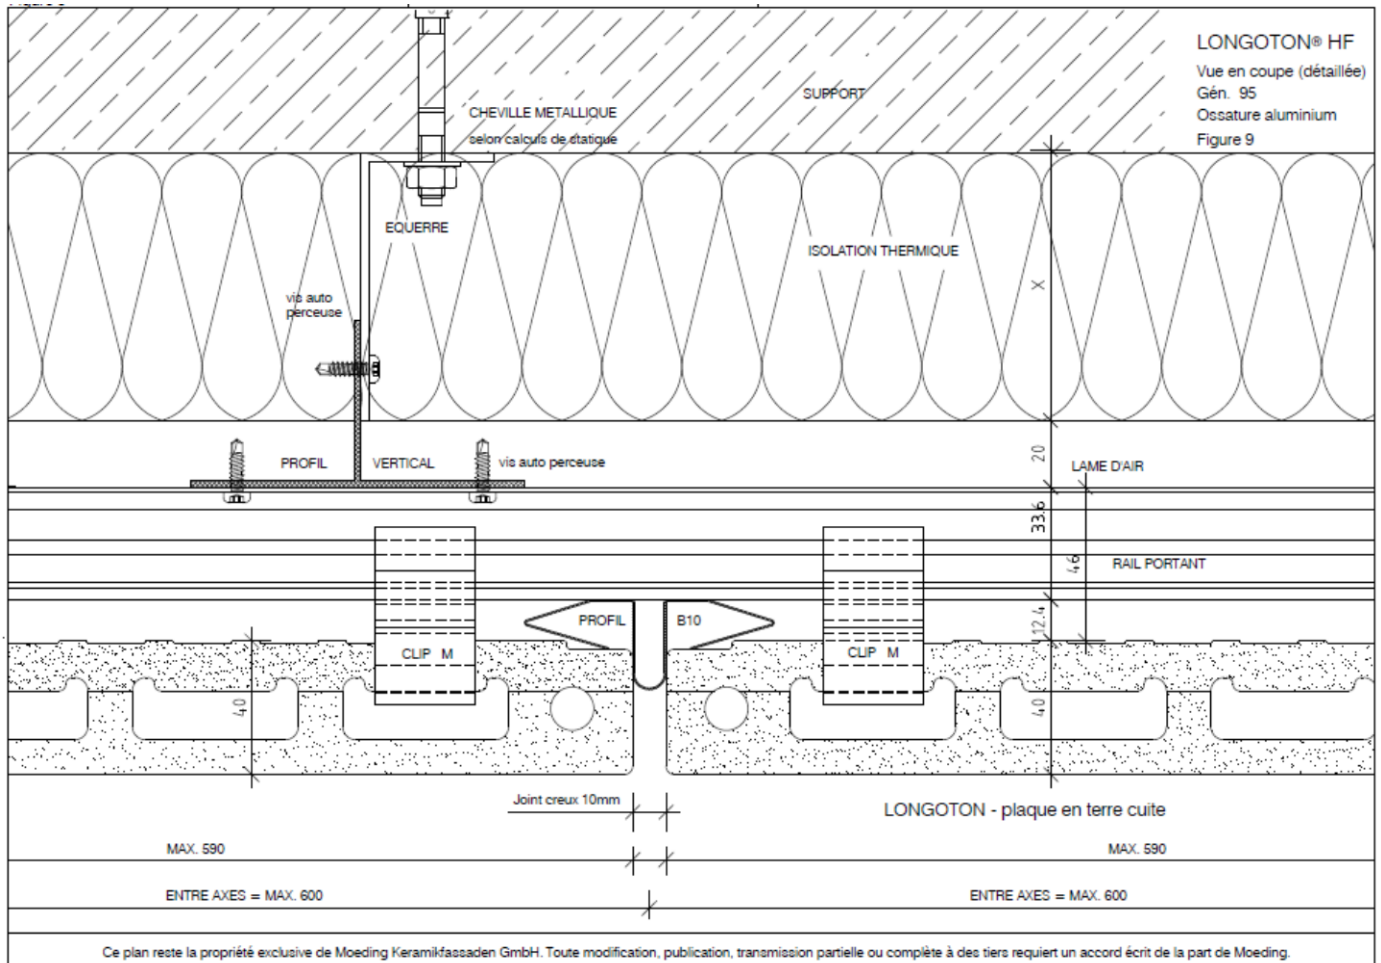 LONGOTON® HF
Vue en coupe (détaillée)
Gén. 95
Ossature aluminium
Figure 9
SUPPORT
CHEVILLE METALLIQUE
selon calculs de statique
EQUERRE
ISOLATION THERMIQUE
X
vis auto
perceuse
PROFIL VERTICAL
vis auto perceuse
20
LAME D'AIR
33.6
46
RAIL PORTANT
PROFIL B10
12.4
CLIP M
CLIP M
40
40
Joint creux 10mm
LONGOTON - plaque en terre cuite
MAX. 590
MAX. 590
ENTRE AXES = MAX. 600
ENTRE AXES = MAX. 600
Ce plan reste la propriété exclusive de Moeding Keramikfassaden GmbH. Toute modification, publication, transmission partielle ou complète à des tiers requiert un accord écrit de la part de Moeding.